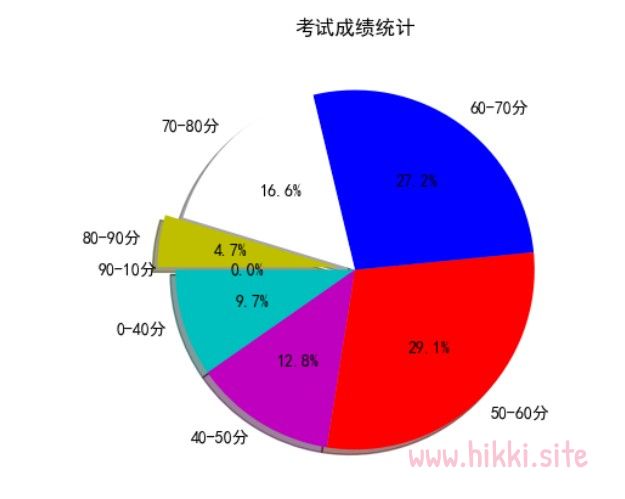 考试成绩统计
60-70分
70-80分
27.2%
16.6%
80-90分
4.7%
90-10分
0.0%
9.7%
0-40分
29.1%
12.8%
50-60分
40-50分
www.hikki.site